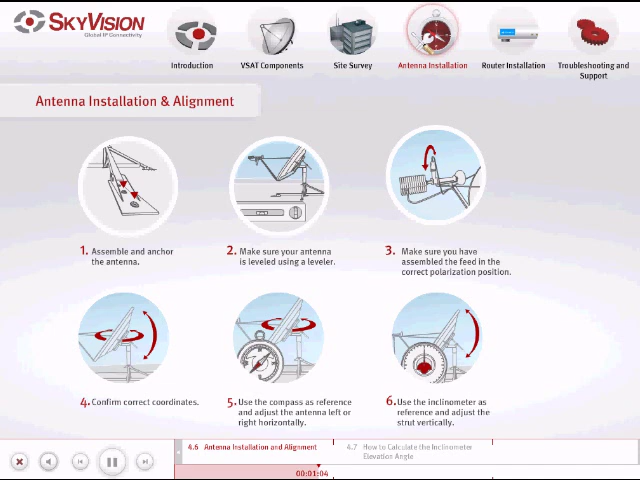 SKYVISION
Global IP Connectivity
Introduction
VSAT Components
Site Survey
Antenna Installation
Router Installation
Troubleshooting and
Support
Antenna Installation & Alignment
1. Assemble and anchor
the antenna.
2. Make sure your antenna
is leveled using a leveler.
3. Make sure you have
assembled the feed in the
correct polarization position.
4. Confirm correct coordinates.
5. Use the compass as reference
and adjust the antenna left or
right horizontally.
6. Use the inclinometer as
reference and adjust the
strut vertically.
4.6 Antenna Installation and Alignment
4.7 How to Calculate the Inclinometer
Elevation Angle
00:01:04